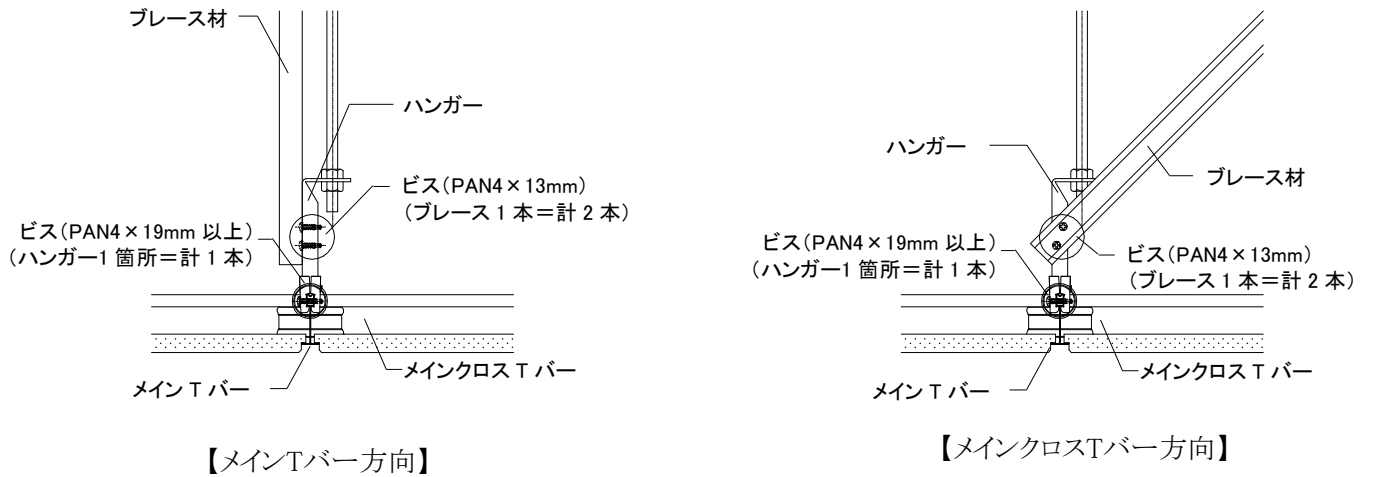 ブレース材
ハンガー
ビス(PAN4×13mm)
(ブレース1本=計2本)
ビス(PAN4×19mm 以上)
(ハンガー1箇所=計1本)
メインTバー
メインクロスTバー
【メインTバー方向】
ハンガー
ブレース材
ビス(PAN4×19mm 以上)
(ハンガー1箇所=計1本)
ビス(PAN4×13mm)
(ブレース1本=計2本)
メインTバー
メインクロスTバー
【メインクロスTバー方向】